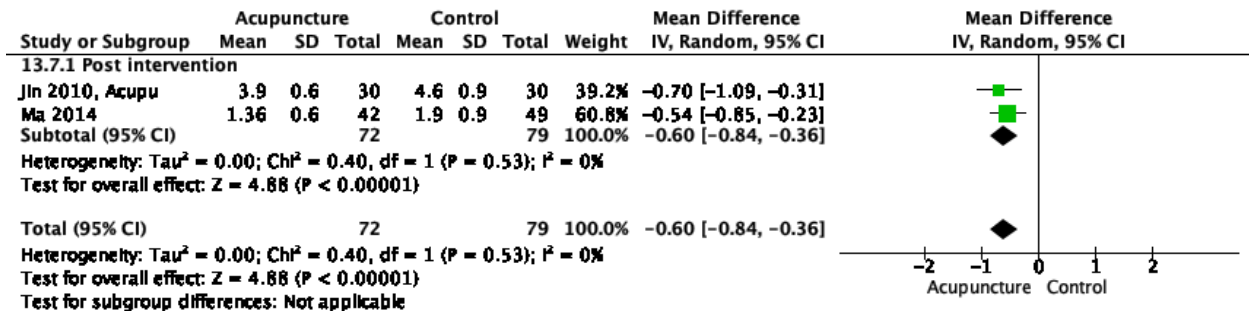 Acupuncture Control Mean Difference Mean Difference
Study or Subgroup Mean SD Total Mean SD Total Weight IV, Random, 95% CI IV, Random, 95% CI
13.7.1 Post intervention
Jin 2010, Acupu 3.9 0.6 30 4.6 0.9 30 39.2% −0.70 [−1.09, −0.31]
Ma 2014 1.36 0.6 42 1.9 0.9 49 60.8% −0.54 [−0.85, −0.23]
Subtotal (95% CI) 72 79 100.0% −0.60 [−0.84, −0.36]
Heterogeneity: Tau² = 0.00; Chi² = 0.40, df = 1 (P = 0.53); I² = 0%
Test for overall effect: Z = 4.88 (P < 0.00001)
Total (95% CI) 72 79 100.0% −0.60 [−0.84, −0.36]
Heterogeneity: Tau² = 0.00; Chi² = 0.40, df = 1 (P = 0.53); I² = 0%
Test for overall effect: Z = 4.88 (P < 0.00001)
Test for subgroup differences: Not applicable
−2 −1 0 1 2
Acupuncture Control